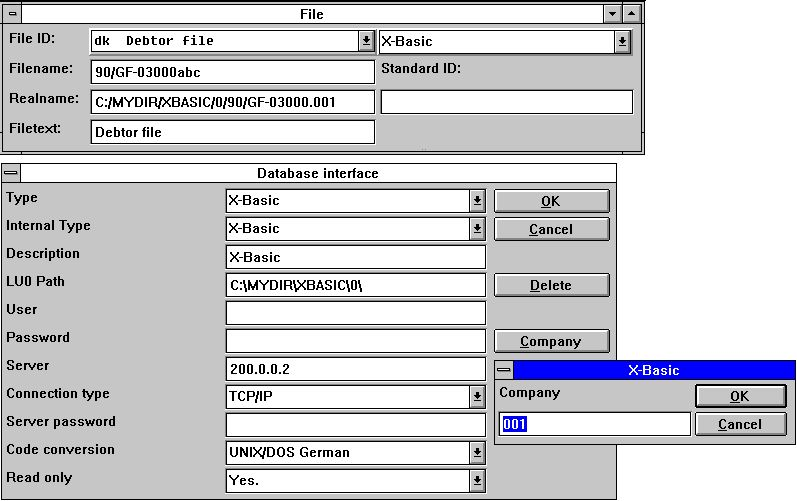 File
File ID: dk Debtor file X-Basic
Filename: 90/GF-03000abc Standard ID:
Realname: C:/MYDIR/XBASIC/0/90/GF-03000.001
Filetext: Debtor file
Database interface
Type X-Basic OK
Internal Type X-Basic Cancel
Description X-Basic
LU0 Path C:\MYDIR\XBASIC\0\ Delete
User
Password Company
Server 200.0.0.2
X-Basic
Connection type TCP/IP
Company OK
Server password
001 Cancel
Code conversion UNIX/DOS German
Read only Yes.